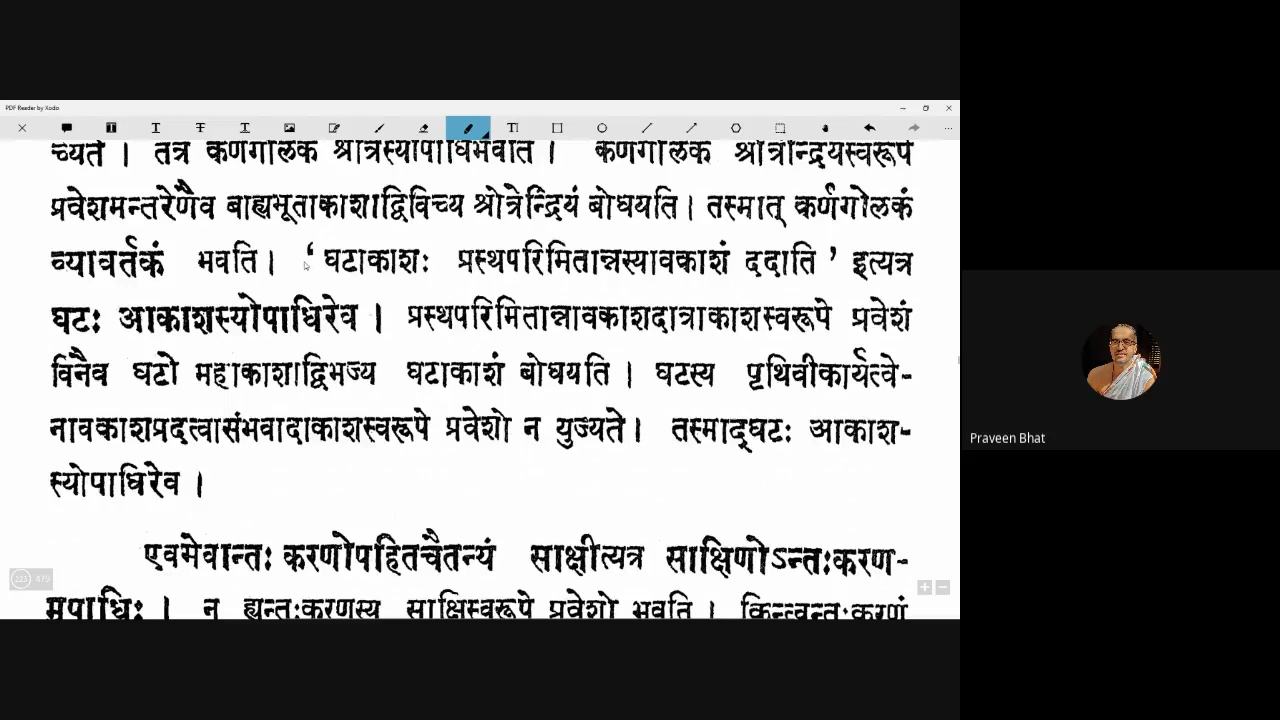 PDF Reader by Xodo
च्यते । तत्र कर्णगोलकं श्रोत्रस्योपाधिर्भवति । कर्णगोलकं श्रोत्रेन्द्रियस्वरूपे
प्रवेशमन्तरेणैव बाह्यभूताकाशाद्विविच्य श्रोत्रेन्द्रियं बोधयति । तस्मात् कर्णगोलकं
व्यावर्तकं भवति । ‘ घटाकाशः प्रस्थपरिमितान्नस्यावकाशं ददाति ’ इत्यत्र
घटः आकाशस्योपाधिरेव । प्रस्थपरिमितान्नावकाशदात्राकाशस्वरूपे प्रवेशं
विनैव घटो महाकाशाद्विभज्य घटाकाशं बोधयति । घटस्य पृथिवीकार्यत्वे-
नावकाशप्रदत्वासंभवादाकाशस्वरूपे प्रवेशो न युज्यते । तस्माद्घटः आकाश-
स्योपाधिरेव ।
एवमेवान्तः करणोपहितचैतन्यं साक्षीत्यत्र साक्षिणोऽन्तःकरण-
मुपाधिः । न ह्यन्तःकरणस्य साक्षिस्वरूपे प्रवेशो भवति । किन्त्वन्तःकरणं
223 479
Praveen Bhat